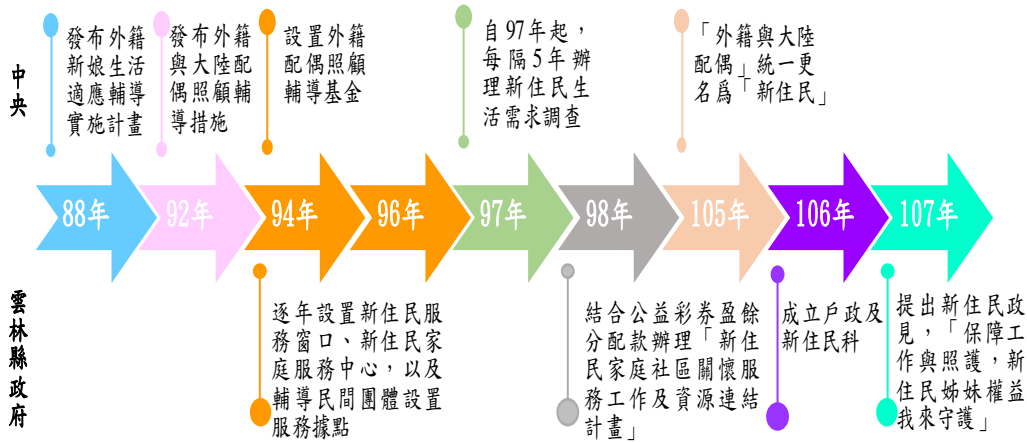 中央
發布外籍
新娘生活
適應輔導
實施計畫
發布外籍
與大陸配
偶照顧輔
導措施
設置外籍
配偶照顧
輔導基金
自97年起，
每隔5年辦
理新住民生
活需求調查
「外籍與大陸
配偶」統一更
名為「新住民」
88年
92年
94年
96年
97年
98年
105年
106年
107年
雲林縣政府
逐年設置新住民服
務窗口、新住民家
庭服務中心，以及
輔導民間團體設置
服務據點
結合公益彩券盈餘
分配款辦理「新住
民家庭社區關懷服
務工作及資源連結
計畫」
成立戶政及
新住民科
提出新住民政
見，「保障工
作與照護，新
住民姊妹權益
我來守護」